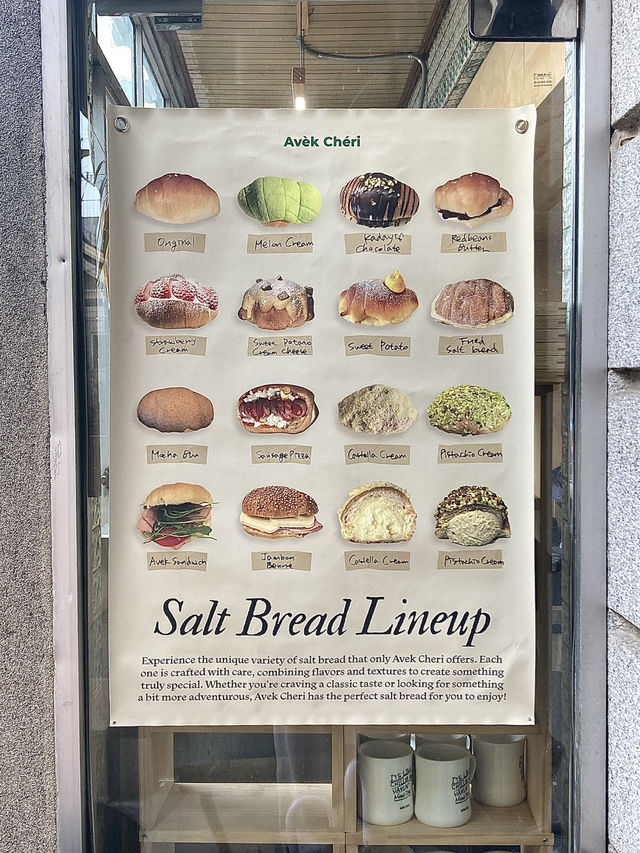 Avèk Chéri
Original
Melon Cream
Kadayif
Chocolate
Redbeans
Butter
Strawberry
Cream
Sweet Potato
Cream cheese
Sweet Potato
Fried
Salt bread
Mocha Bun
Sausage Pizza
Castella Cream
Pistachio Cream
Avek Sandwich
Jambon
Beurre
Castella Cream
Pistachio Cream
Salt Bread Lineup
Experience the unique variety of salt bread that only Avek Cheri offers. Each
one is crafted with care, combining flavors and textures to create something
truly special. Whether you're craving a classic taste or looking for something
a bit more adventurous, Avek Cheri has the perfect salt bread for you to enjoy!